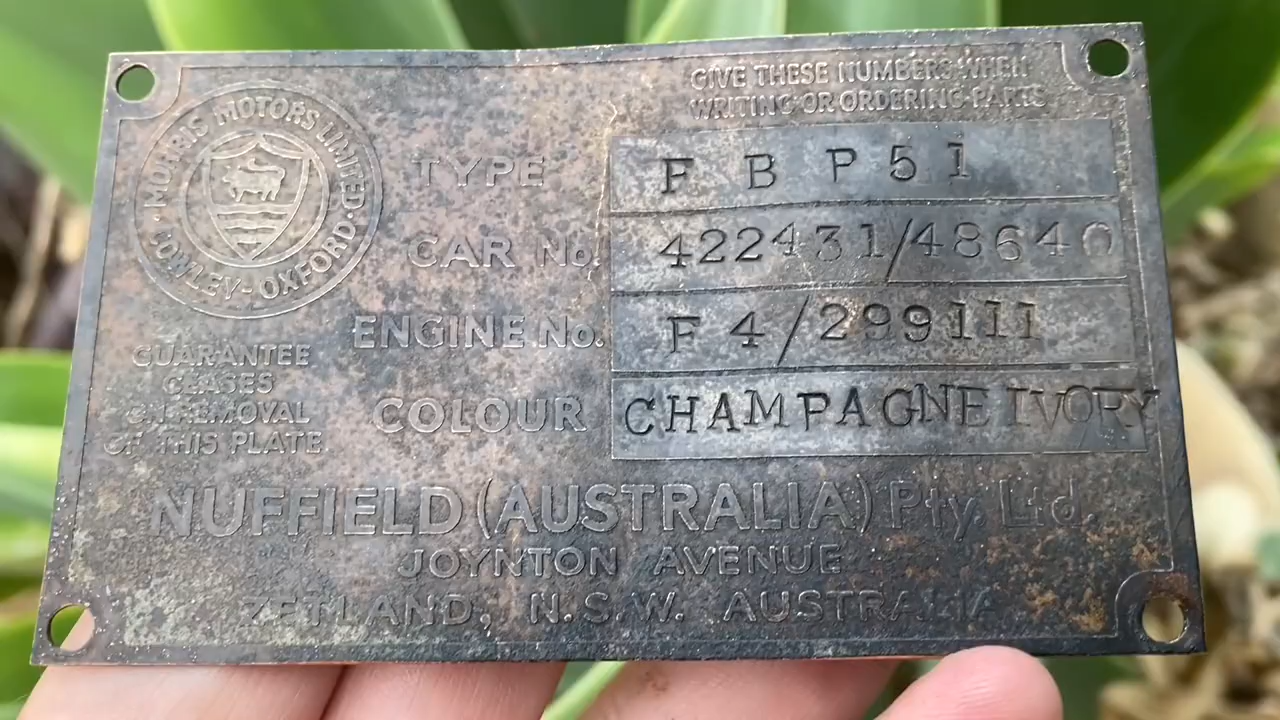 GIVE THESE NUMBERS WHEN
WRITING OR ORDERING PARTS
MORRIS MOTORS LIMITED
· COWLEY - OXFORD ·
TYPE F B P 5 1
CAR No. 422431/48640
ENGINE No. F 4/299111
COLOUR CHAMPAGNE IVORY
GUARANTEE
CEASES
ON REMOVAL
OF THIS PLATE
NUFFIELD (AUSTRALIA) Pty. Ltd.
JOYNTON AVENUE
ZETLAND, N.S.W. AUSTRALIA